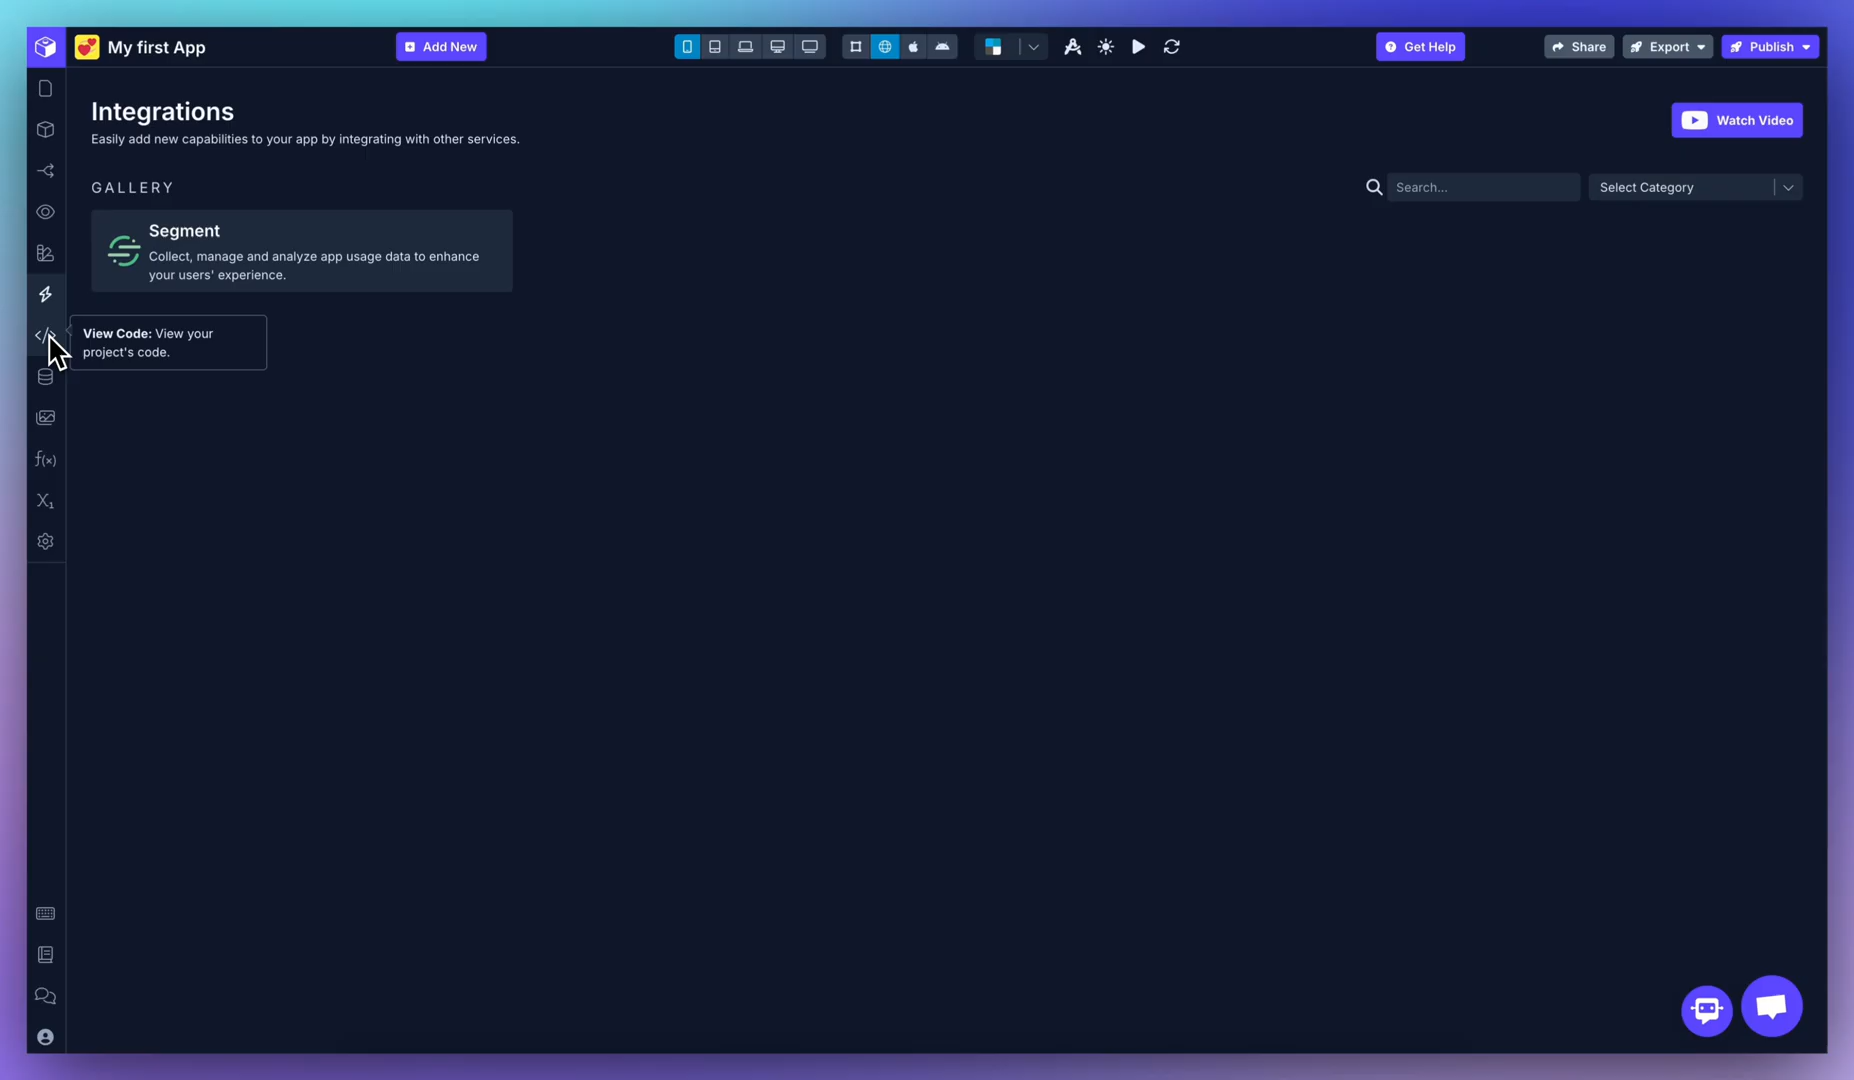 My first App
Add New
Get Help
Share
Export
Publish
Integrations
Easily add new capabilities to your app by integrating with other services.
Watch Video
GALLERY
Search...
Select Category
Segment
Collect, manage and analyze app usage data to enhance
your users' experience.
</>
View Code: View your
project's code.
f(x)
X₁